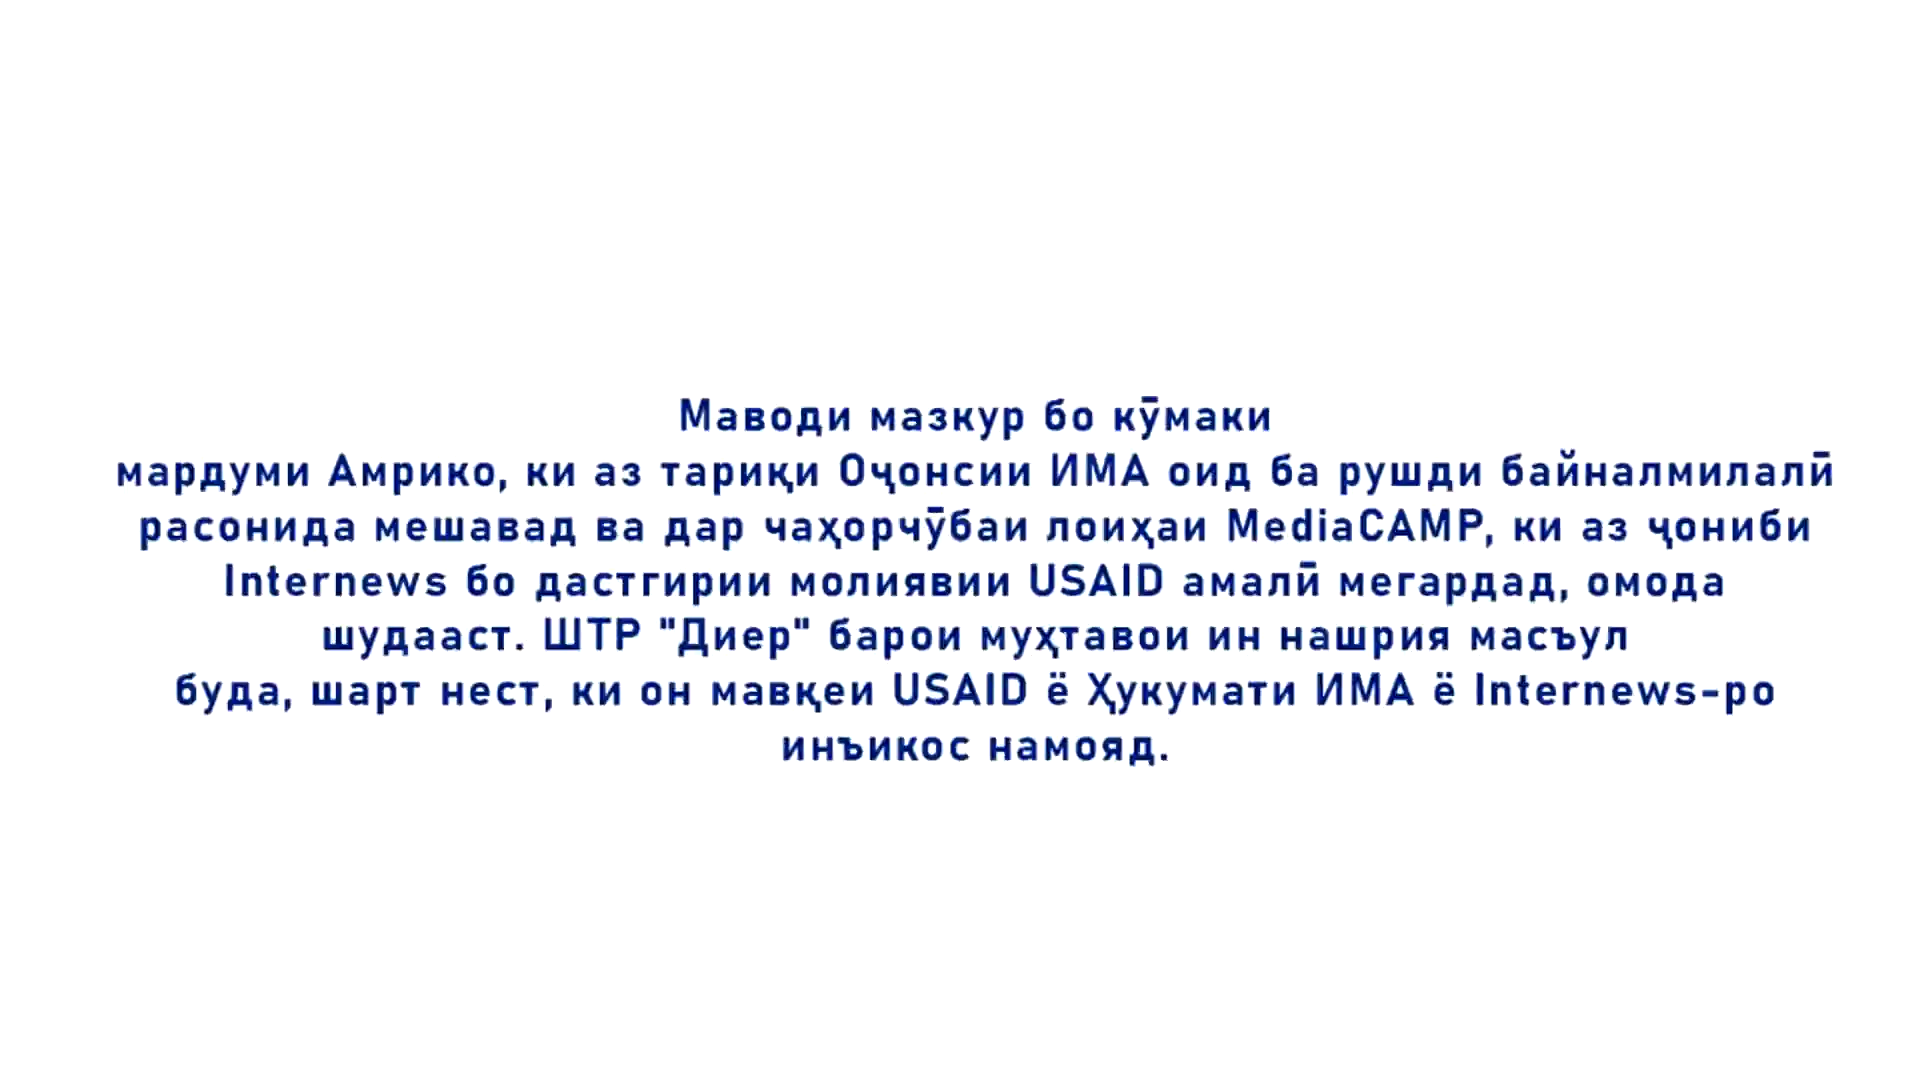 Маводи мазкур бо кӯмаки
мардуми Амрико, ки аз тариқи Оҷонсии ИМА оид ба рушди байналмилалӣ
расонида мешавад ва дар чаҳорчӯбаи лоиҳаи MediaCAMP, ки аз ҷониби
Internews бо дастгирии молиявии USAID амалӣ мегардад, омода
шудааст. ШТР "Диер" барои муҳтавои ин нашрия масъул
буда, шарт нест, ки он мавқеи USAID ё Ҳукумати ИМА ё Internews-ро
инъикос намояд.